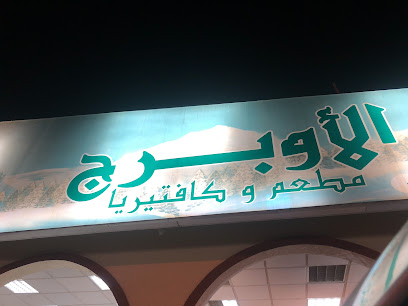 الأوبرج
مطعم و كافتيريا